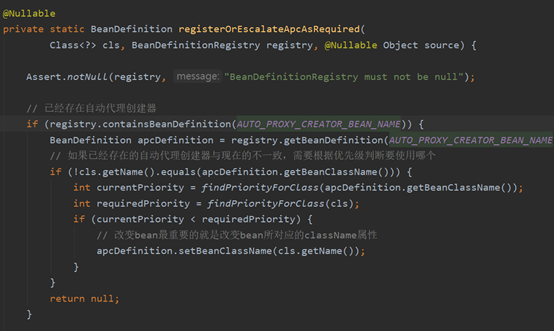 @Nullable
private static BeanDefinition registerOrEscalateApcAsRequired(
Class<?> cls, BeanDefinitionRegistry registry, @Nullable Object source) {
Assert.notNull(registry, message: "BeanDefinitionRegistry must not be null");
// 已经存在自动代理创建器
if (registry.containsBeanDefinition(AUTO_PROXY_CREATOR_BEAN_NAME)) {
BeanDefinition apcDefinition = registry.getBeanDefinition(AUTO_PROXY_CREATOR_BEAN_NAME
// 如果已经存在的自动代理创建器与现在的不一致，需要根据优先级判断要使用哪个
if (!cls.getName().equals(apcDefinition.getBeanClassName())) {
int currentPriority = findPriorityForClass(apcDefinition.getBeanClassName());
int requiredPriority = findPriorityForClass(cls);
if (currentPriority < requiredPriority) {
// 改变bean最重要的就是改变bean所对应的className属性
apcDefinition.setBeanClassName(cls.getName());
}
}
return null;
}